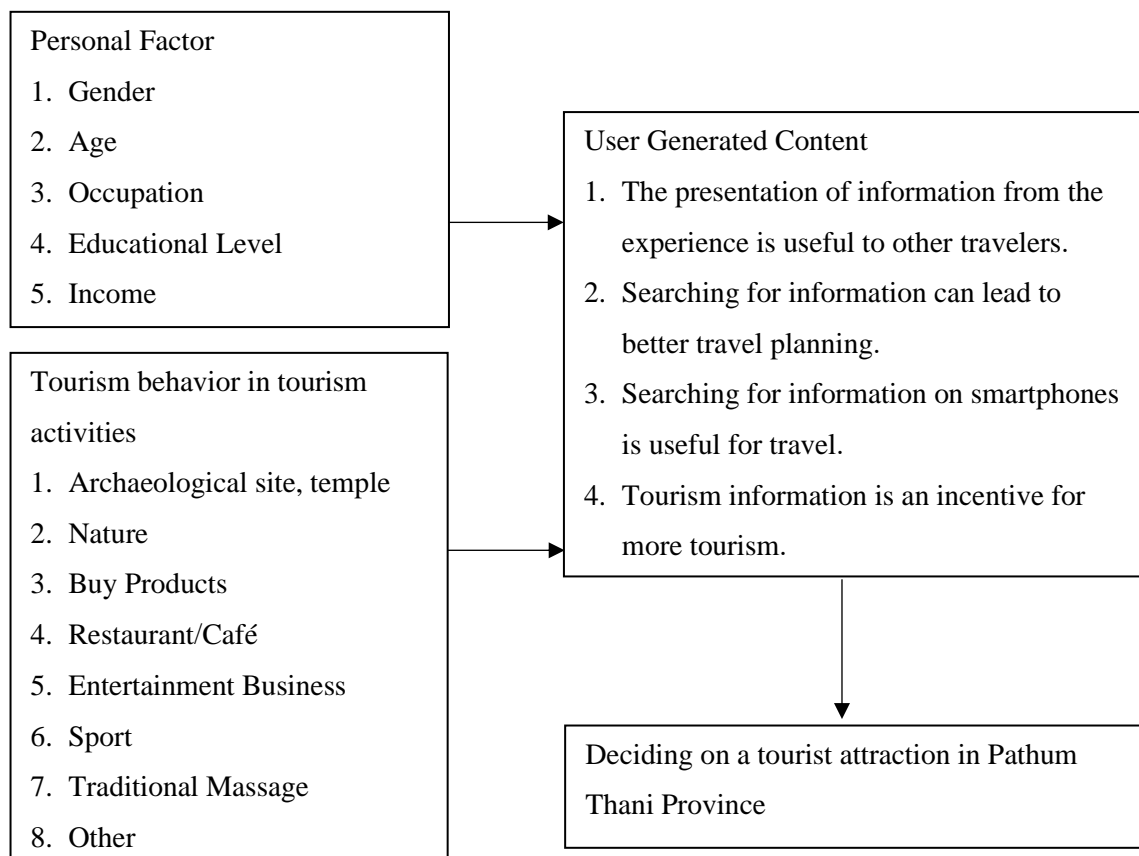 Personal Factor
1. Gender
2. Age
3. Occupation
4. Educational Level
5. Income
Tourism behavior in tourism
activities
1. Archaeological site, temple
2. Nature
3. Buy Products
4. Restaurant/Café
5. Entertainment Business
6. Sport
7. Traditional Massage
8. Other
User Generated Content
1. The presentation of information from the
experience is useful to other travelers.
2. Searching for information can lead to
better travel planning.
3. Searching for information on smartphones
is useful for travel.
4. Tourism information is an incentive for
more tourism.
Deciding on a tourist attraction in Pathum
Thani Province